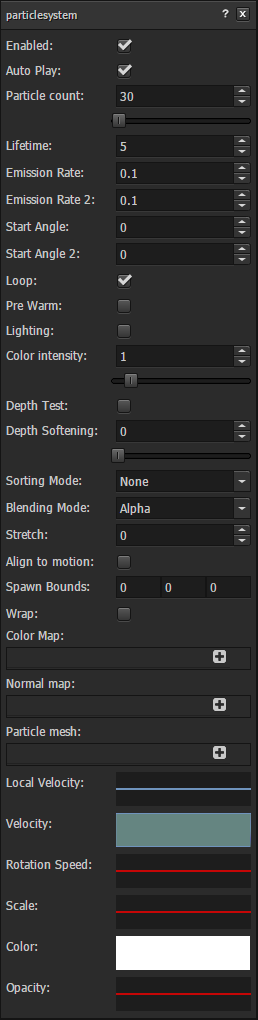 particlesystem ? x
Enabled:
Auto Play:
Particle count: 30
Lifetime: 5
Emission Rate: 0.1
Emission Rate 2: 0.1
Start Angle: 0
Start Angle 2: 0
Loop:
Pre Warm:
Lighting:
Color intensity: 1
Depth Test:
Depth Softening: 0
Sorting Mode: None
Blending Mode: Alpha
Stretch: 0
Align to motion:
Spawn Bounds: 0 0 0
Wrap:
Color Map:
Normal map:
Particle mesh:
Local Velocity:
Velocity:
Rotation Speed:
Scale:
Color:
Opacity: